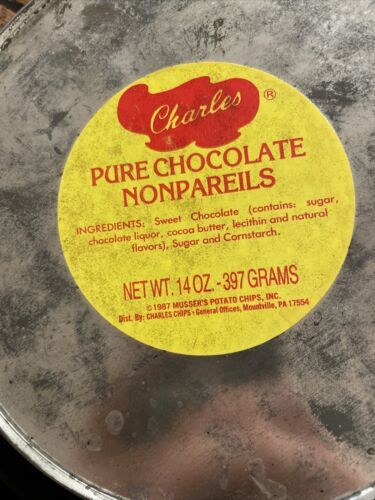 Charles ®
PURE CHOCOLATE
NONPAREILS
INGREDIENTS: Sweet Chocolate (contains: sugar,
chocolate liquor, cocoa butter, lecithin and natural
flavors), Sugar and Cornstarch.
NET WT. 14 OZ. - 397 GRAMS
© 1987 MUSSER'S POTATO CHIPS, INC.
Dist. By: CHARLES CHIPS • General Offices, Mountville, PA 17554